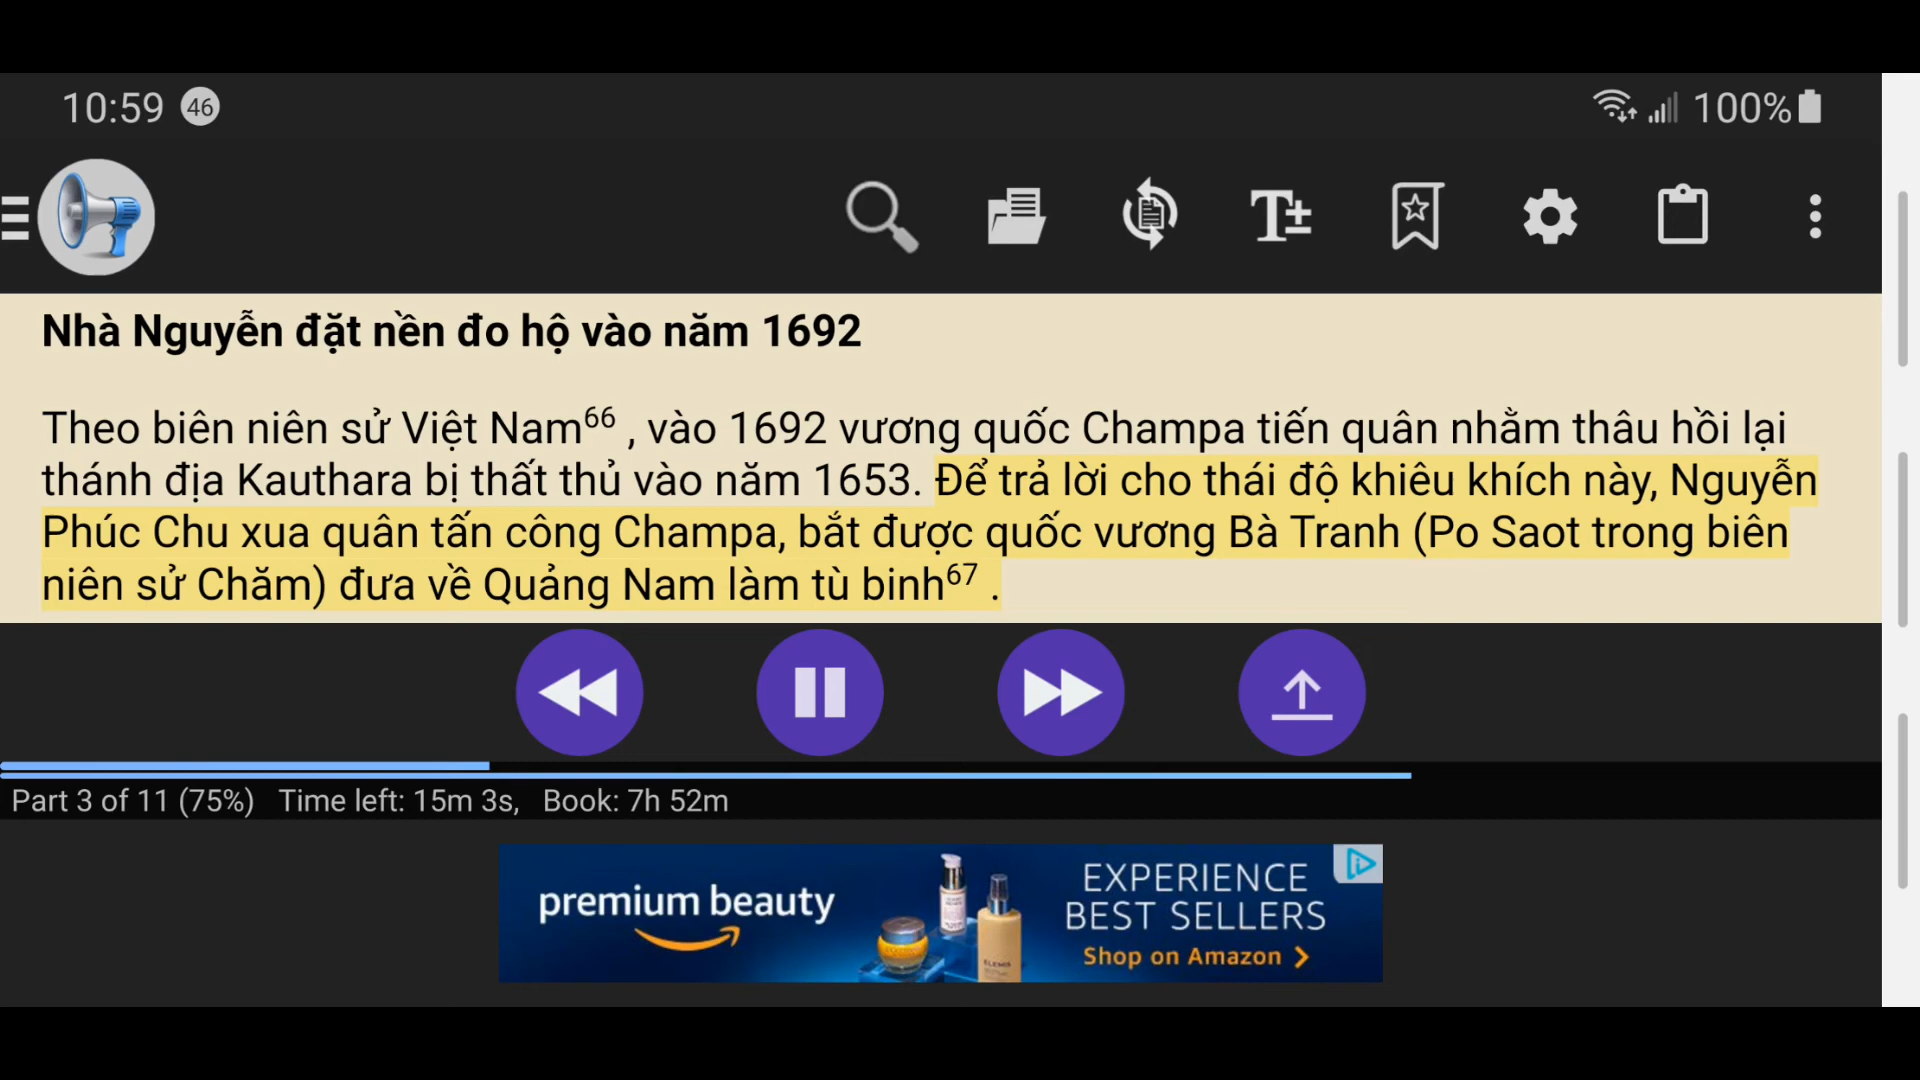 10:59 46 100%
T±
Nhà Nguyễn đặt nền đo hộ vào năm 1692
Theo biên niên sử Việt Nam66 , vào 1692 vương quốc Champa tiến quân nhằm thâu hồi lại
thánh địa Kauthara bị thất thủ vào năm 1653. Để trả lời cho thái độ khiêu khích này, Nguyễn
Phúc Chu xua quân tấn công Champa, bắt được quốc vương Bà Tranh (Po Saot trong biên
niên sử Chăm) đưa về Quảng Nam làm tù binh67 .
Part 3 of 11 (75%) Time left: 15m 3s, Book: 7h 52m
premium beauty
EXPERIENCE
BEST SELLERS
Shop on Amazon
ELEMIS